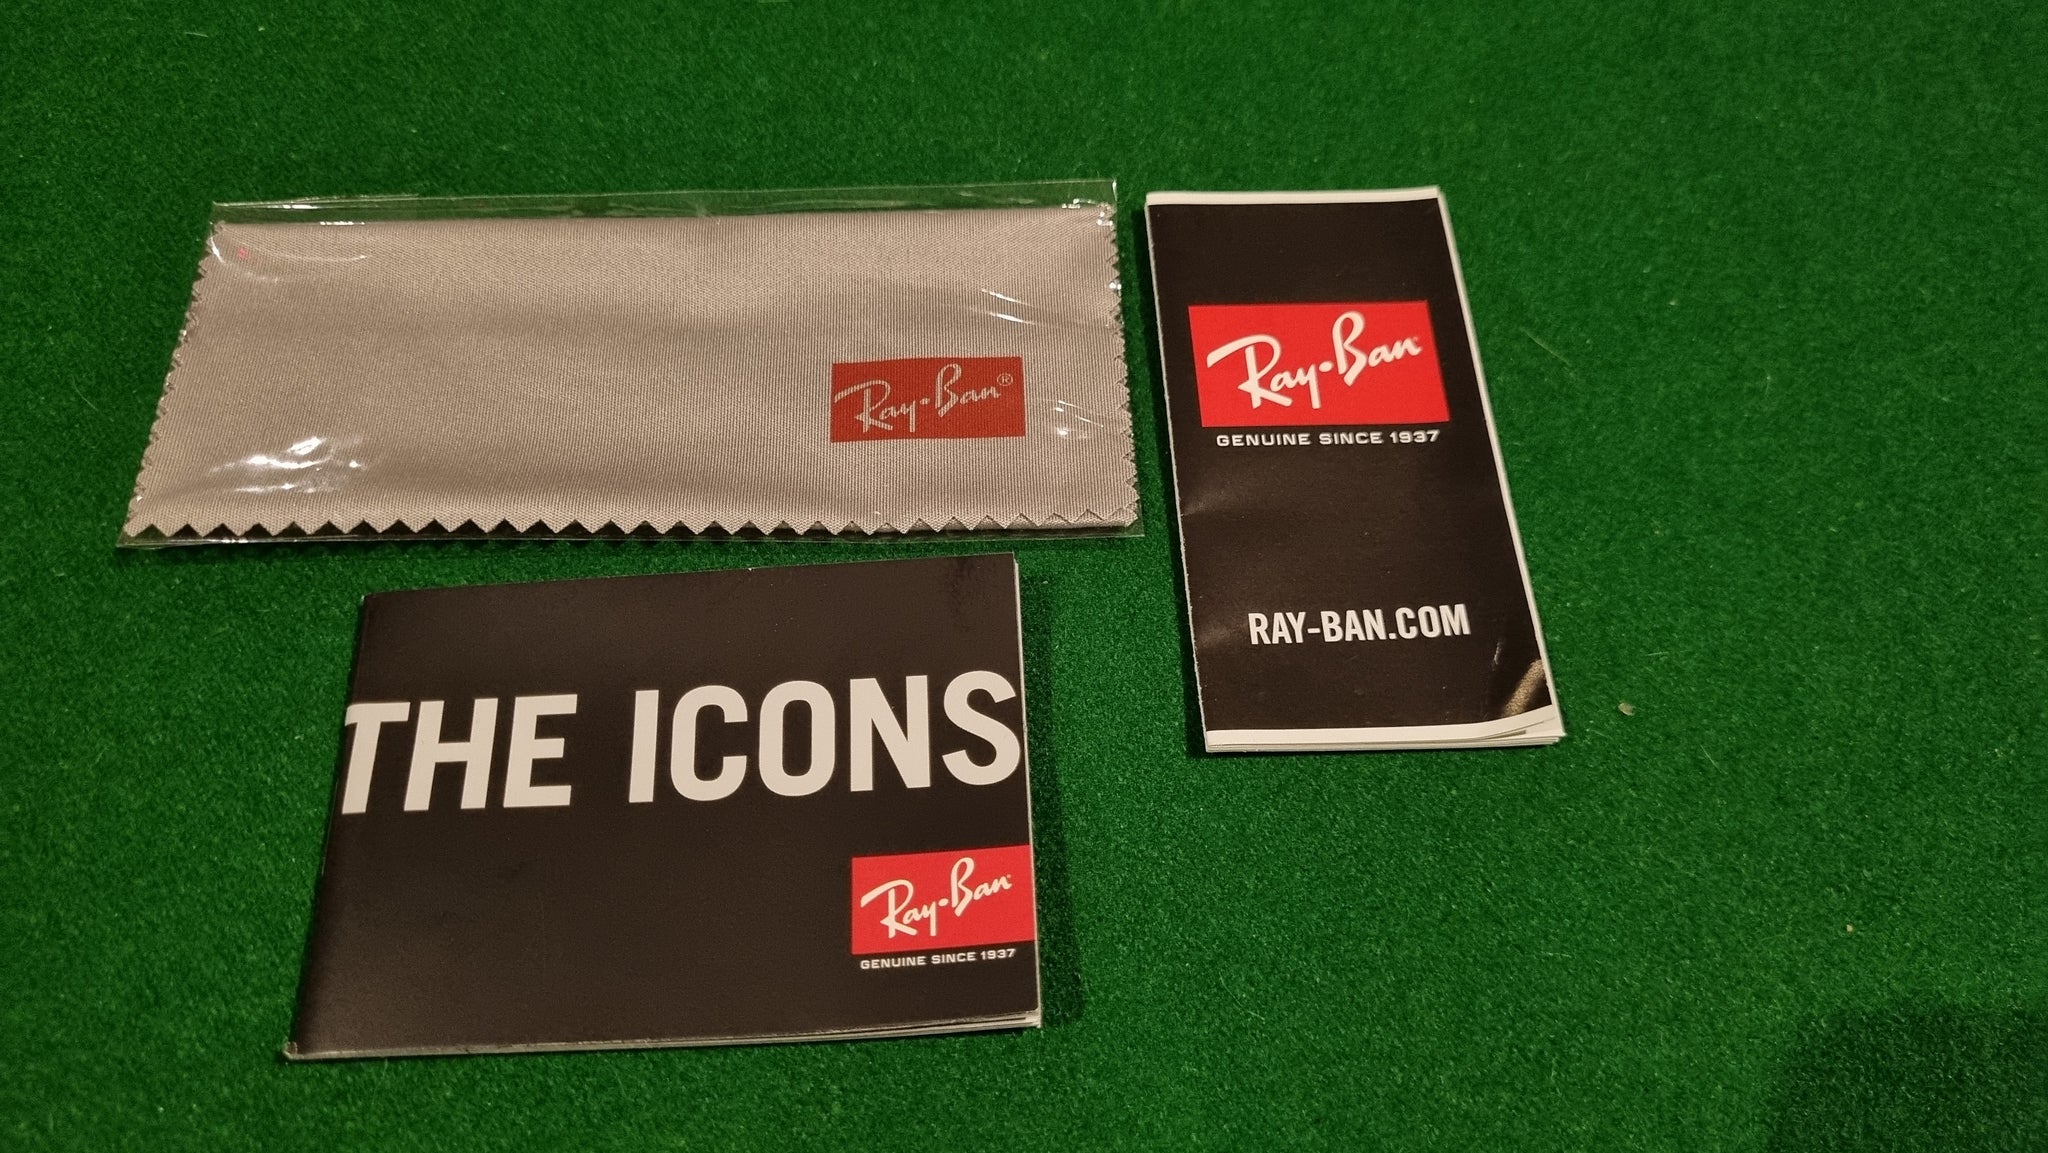 Ray-Ban®
Ray-Ban
GENUINE SINCE 1937
RAY-BAN.COM
THE ICONS
Ray-Ban
GENUINE SINCE 1937